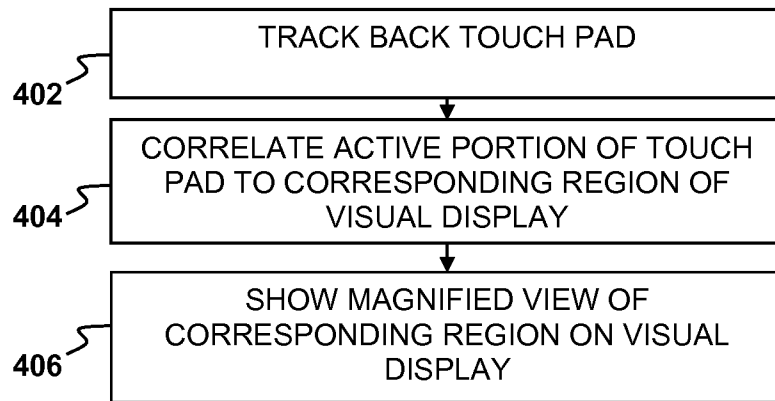 TRACK BACK TOUCH PAD
402
CORRELATE ACTIVE PORTION OF TOUCH
PAD TO CORRESPONDING REGION OF
VISUAL DISPLAY
404
SHOW MAGNIFIED VIEW OF
CORRESPONDING REGION ON VISUAL
DISPLAY
406